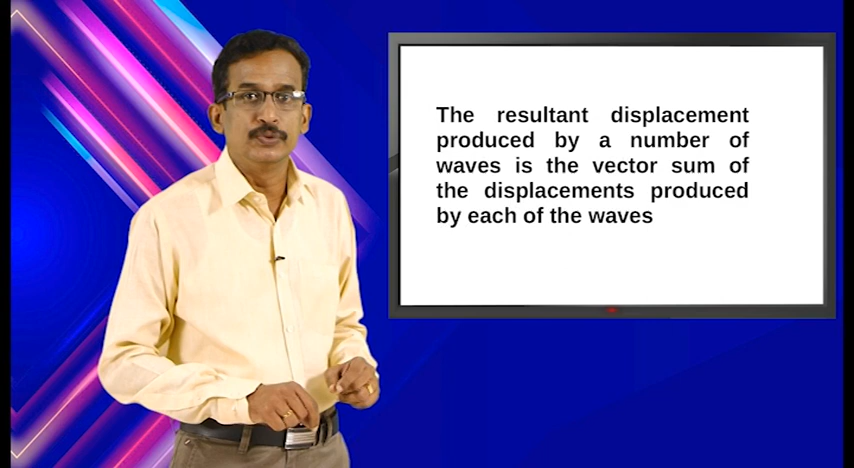 The resultant displacement
produced by a number of
waves is the vector sum of
the displacements produced
by each of the waves